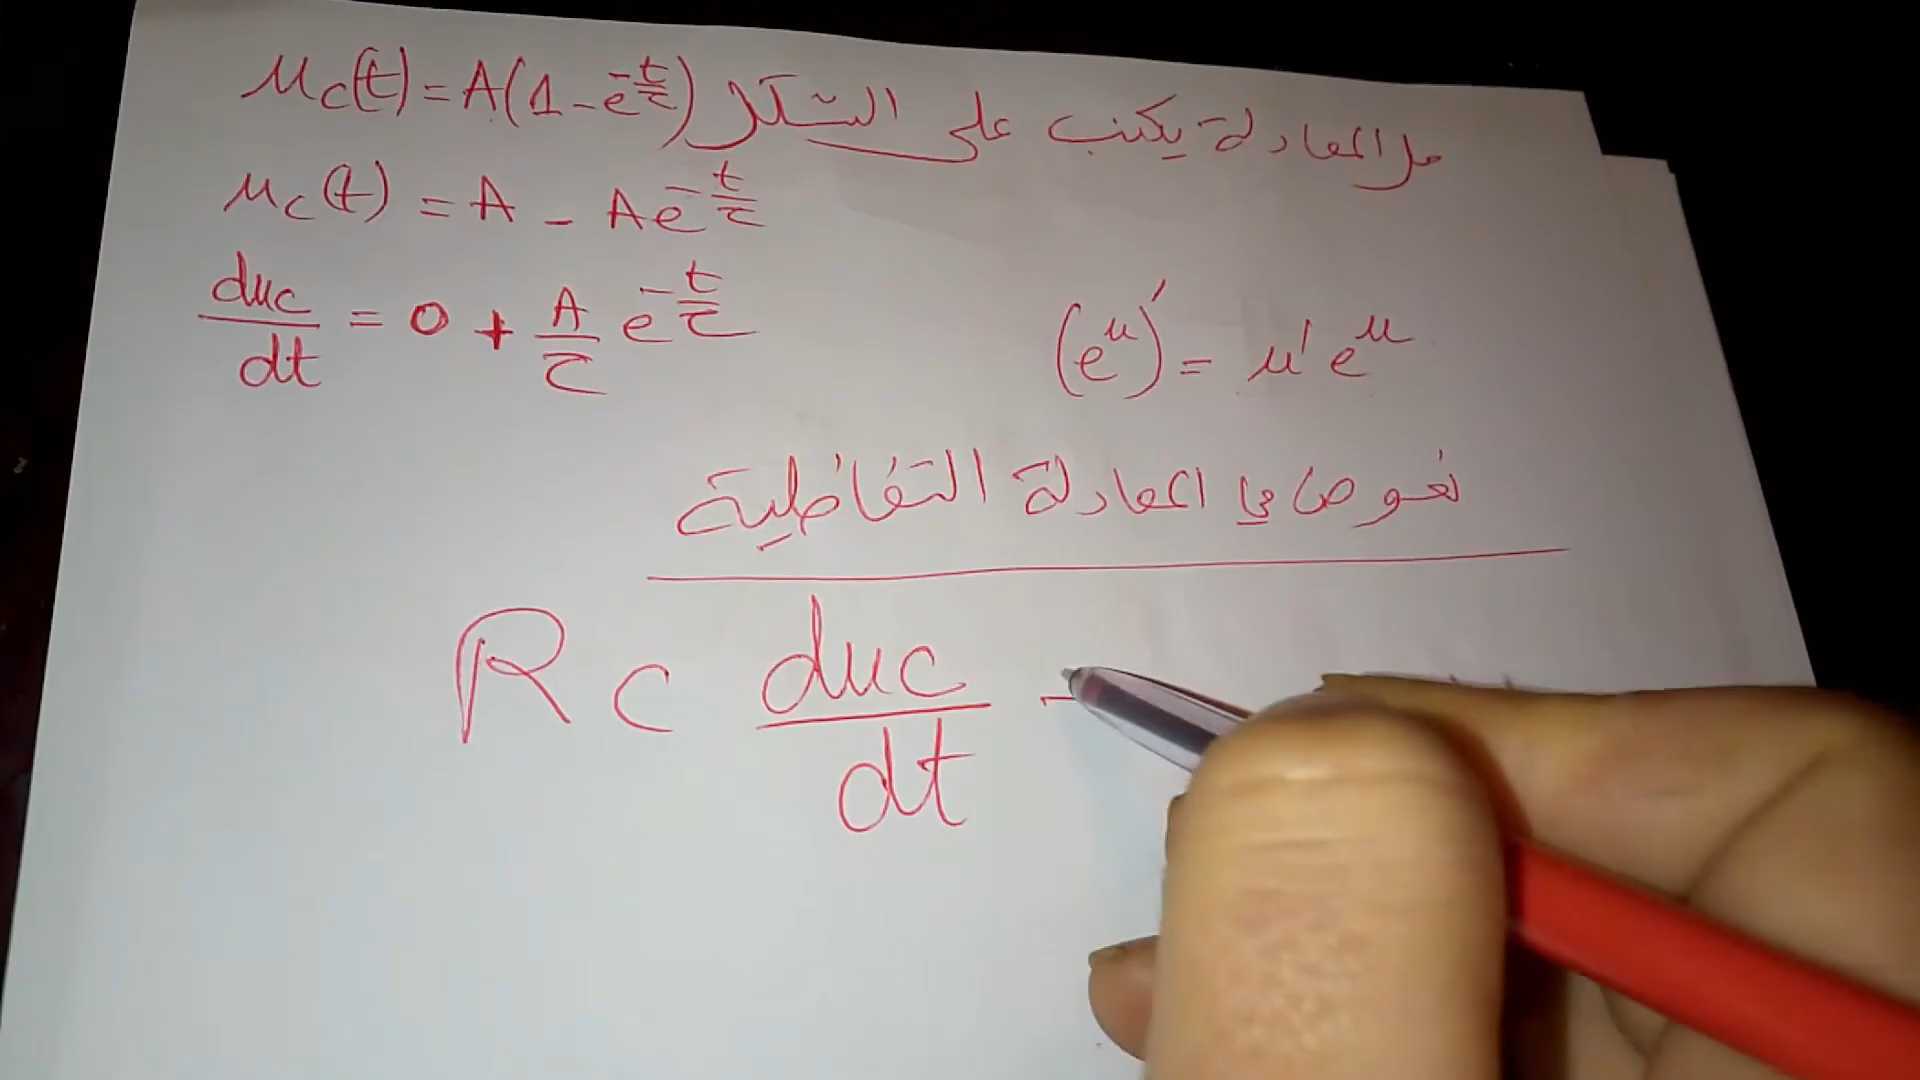 حل المعادلة يكتب على الشكل uc(t) = A(1 - e^{-t/τ})
uc(t) = A - Ae^{-t/τ}
duc/dt = 0 + A/τ e^{-t/τ}
(e^u)' = u' e^u
نعوض في المعادلة التفاضلية
RC duc/dt